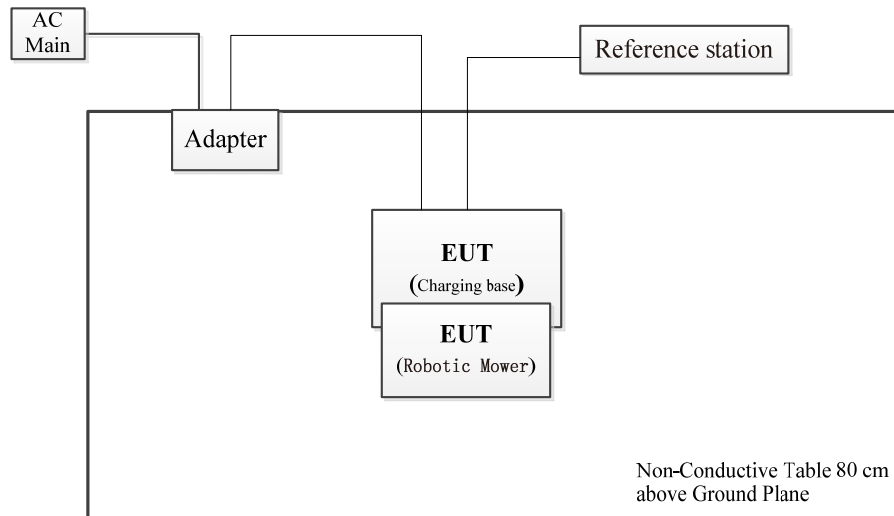 AC
Main
Reference station
Adapter
EUT
(Charging base)
EUT
(Robotic Mower)
Non-Conductive Table 80 cm
above Ground Plane